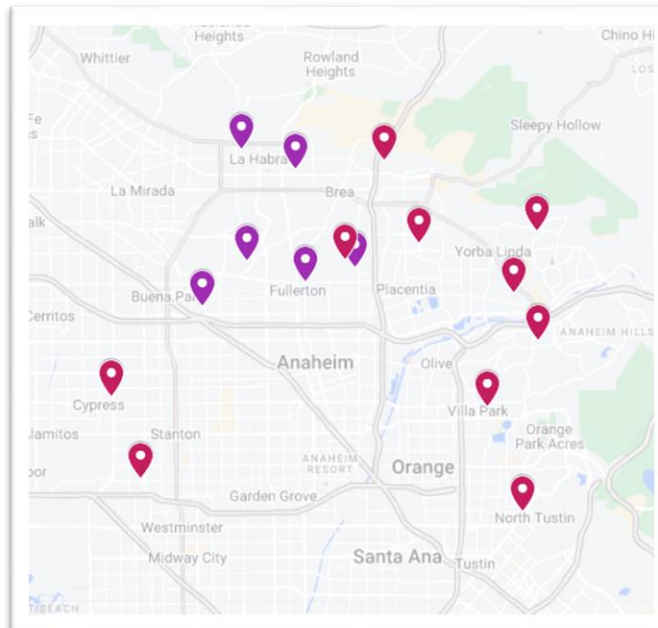 Heights
Chino Hi
Whittier
Rowland
Heights
LOS
Fe
Sleepy Hollow
La Habra
La Mirada
Brea
alk
Yorba Linda
Buena Pa
Fullerton
Placentia
Cerritos
ANAHEIM HILLS
Anaheim
Olive
Cypress
Villa Park
lamitos
Stanton
Orange
Park Acres
ANAHEIM
RESORT
Orange
oor
Garden Grove
North Tustin
Westminster
Midway City
Santa Ana
Tustin